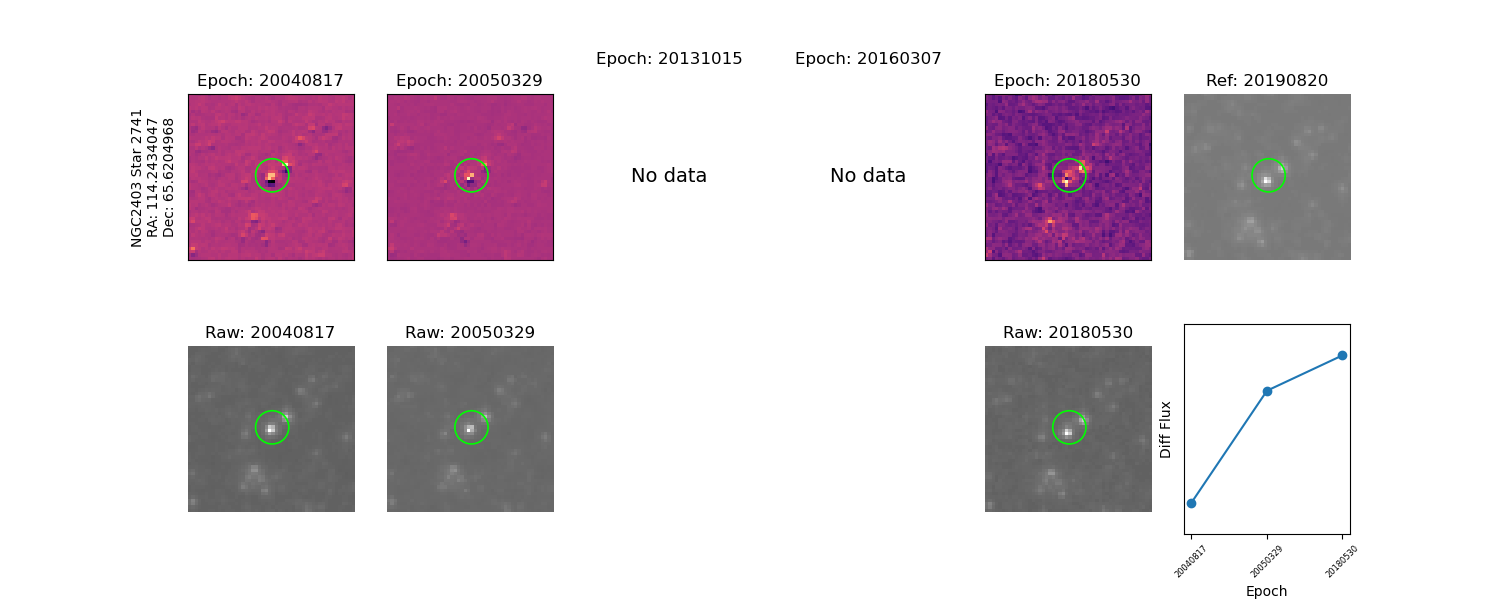 Epoch: 20131015
Epoch: 20160307
Epoch: 20040817
Epoch: 20050329
Epoch: 20180530
Ref: 20190820
NGC2403 Star 2741
RA: 114.2434047
Dec: 65.6204968
No data
No data
Raw: 20040817
Raw: 20050329
Raw: 20180530
Diff Flux
20040817
20050329
20180530
Epoch